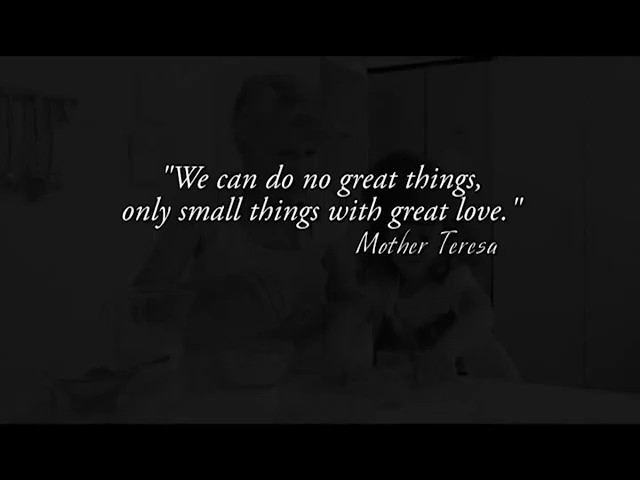 "We can do no great things,
only small things with great love."
Mother Teresa